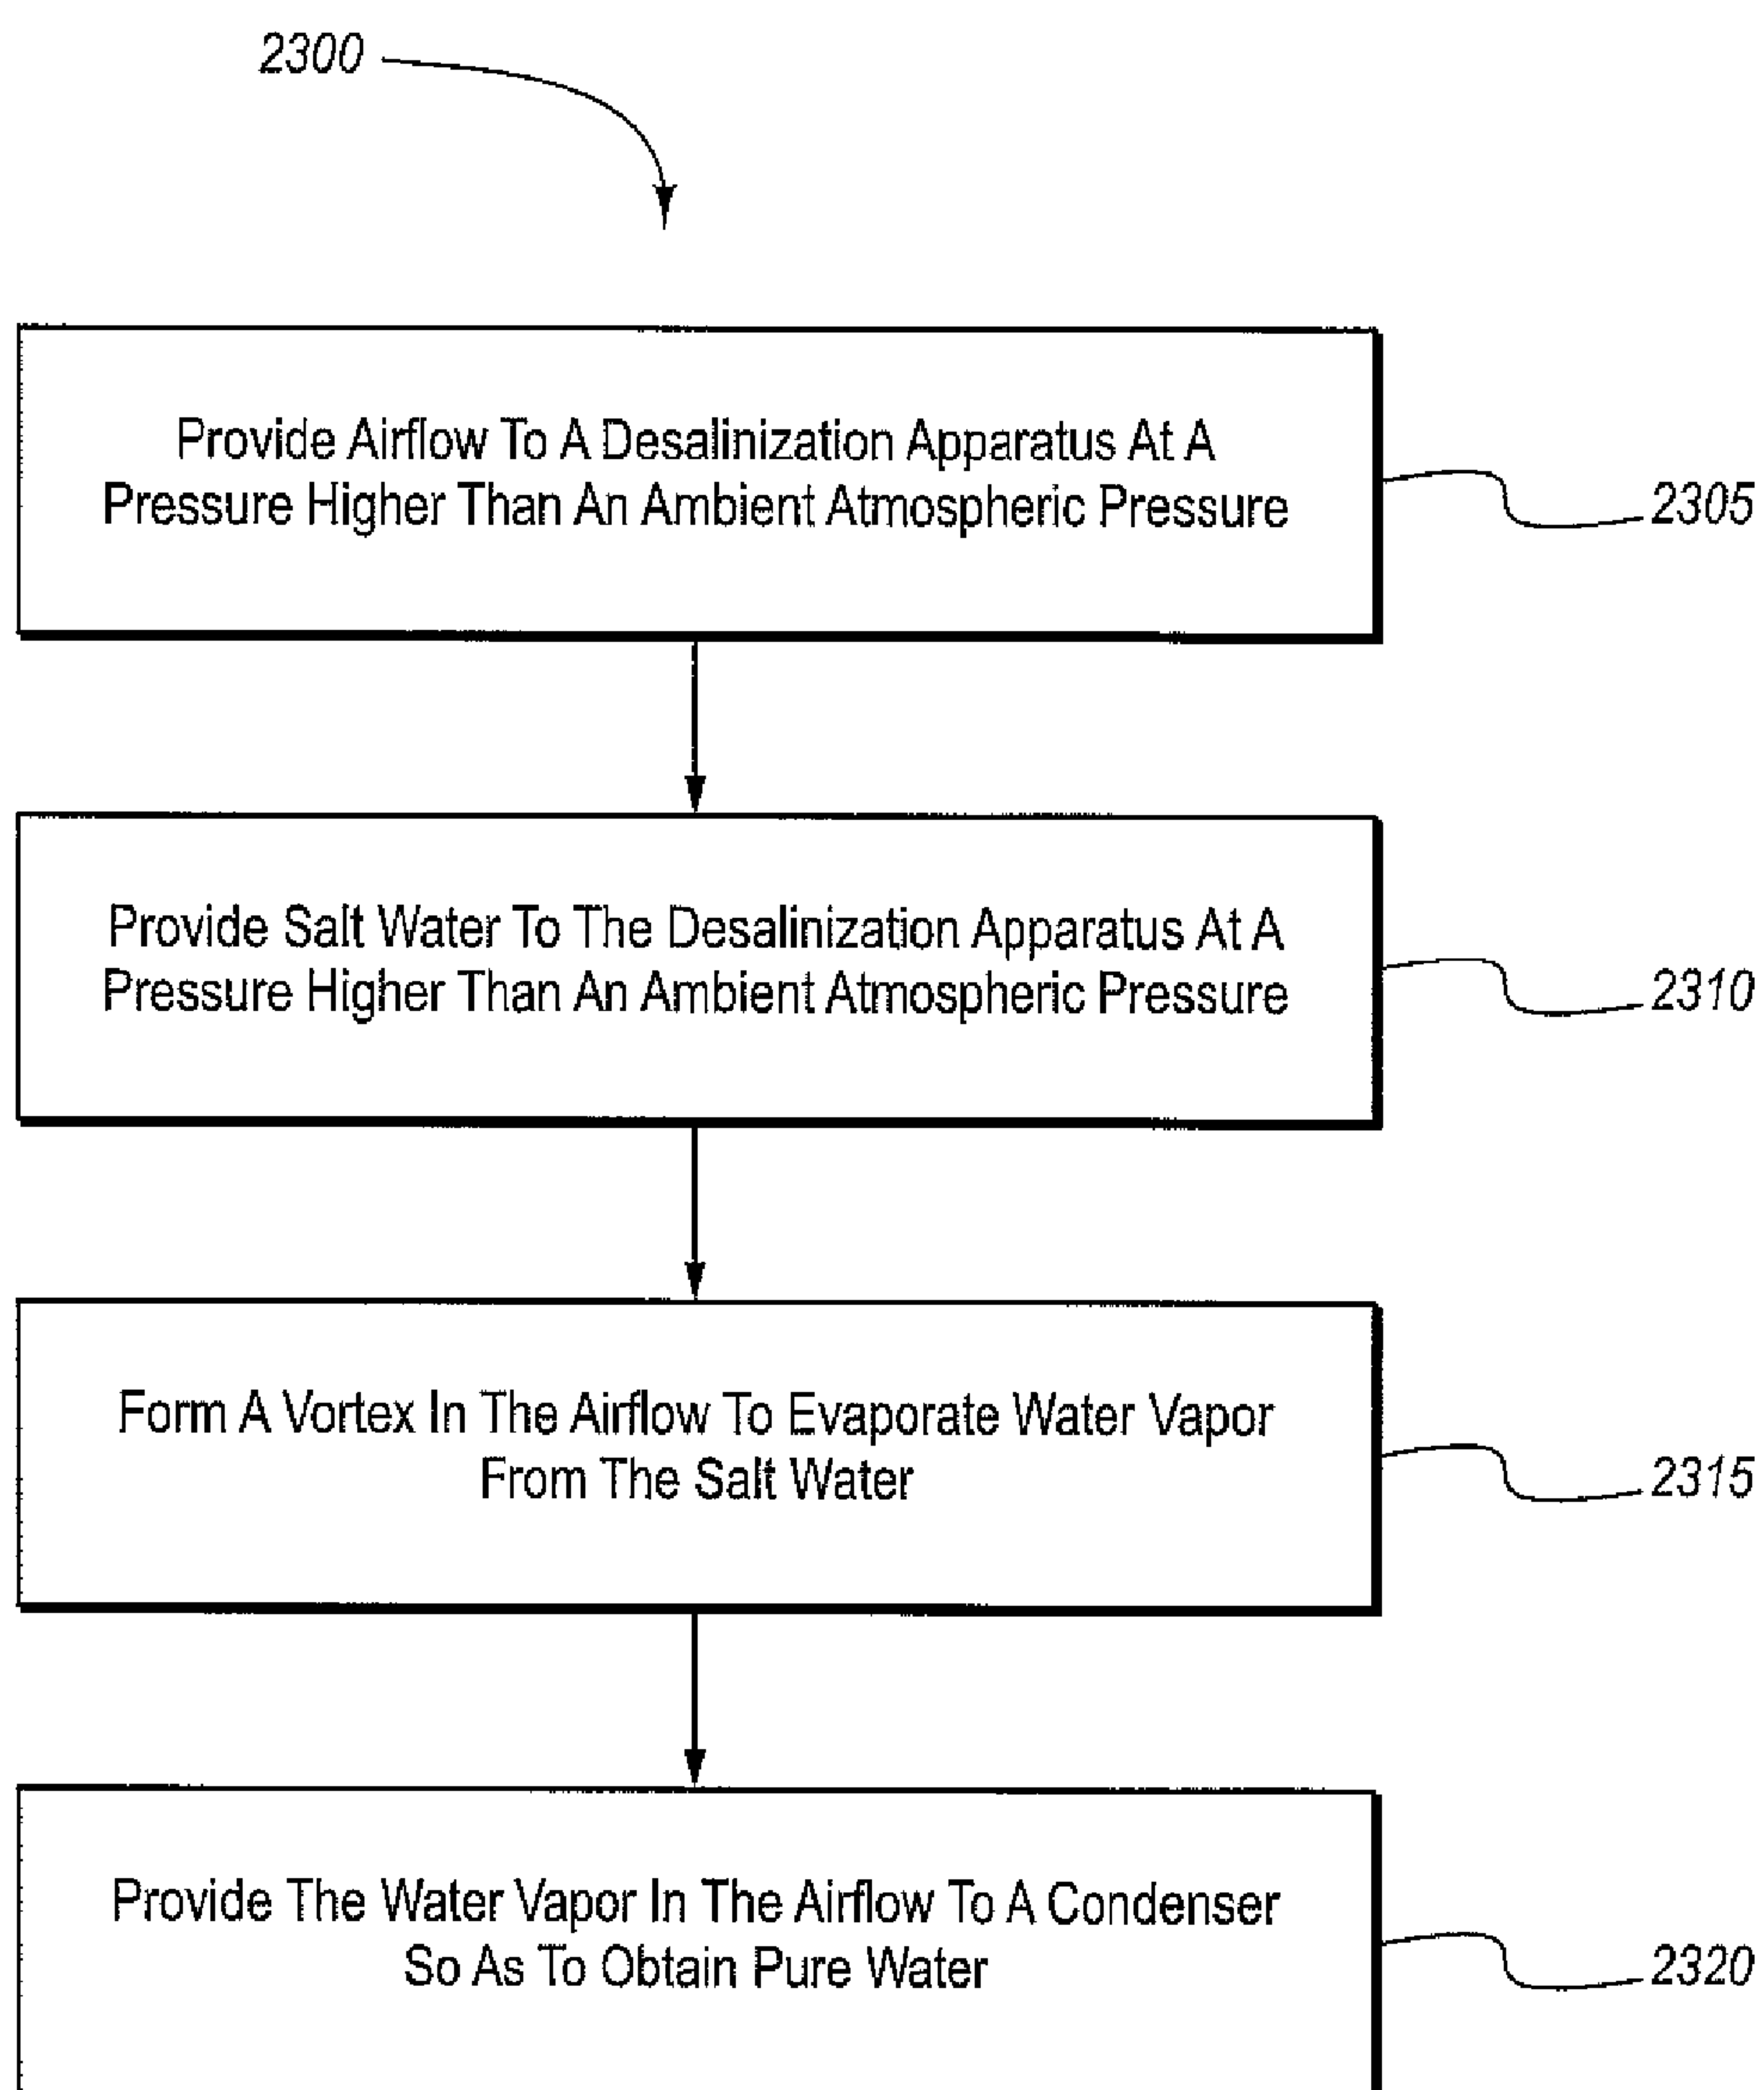 2300
Provide Airflow To A Desalinization Apparatus At A
Pressure Higher Than An Ambient Atmospheric Pressure
2305
Provide Salt Water To The Desalinization Apparatus At A
Pressure Higher Than An Ambient Atmospheric Pressure
2310
Form A Vortex In The Airflow To Evaporate Water Vapor
From The Salt Water
2315
Provide The Water Vapor In The Airflow To A Condenser
So As To Obtain Pure Water
2320